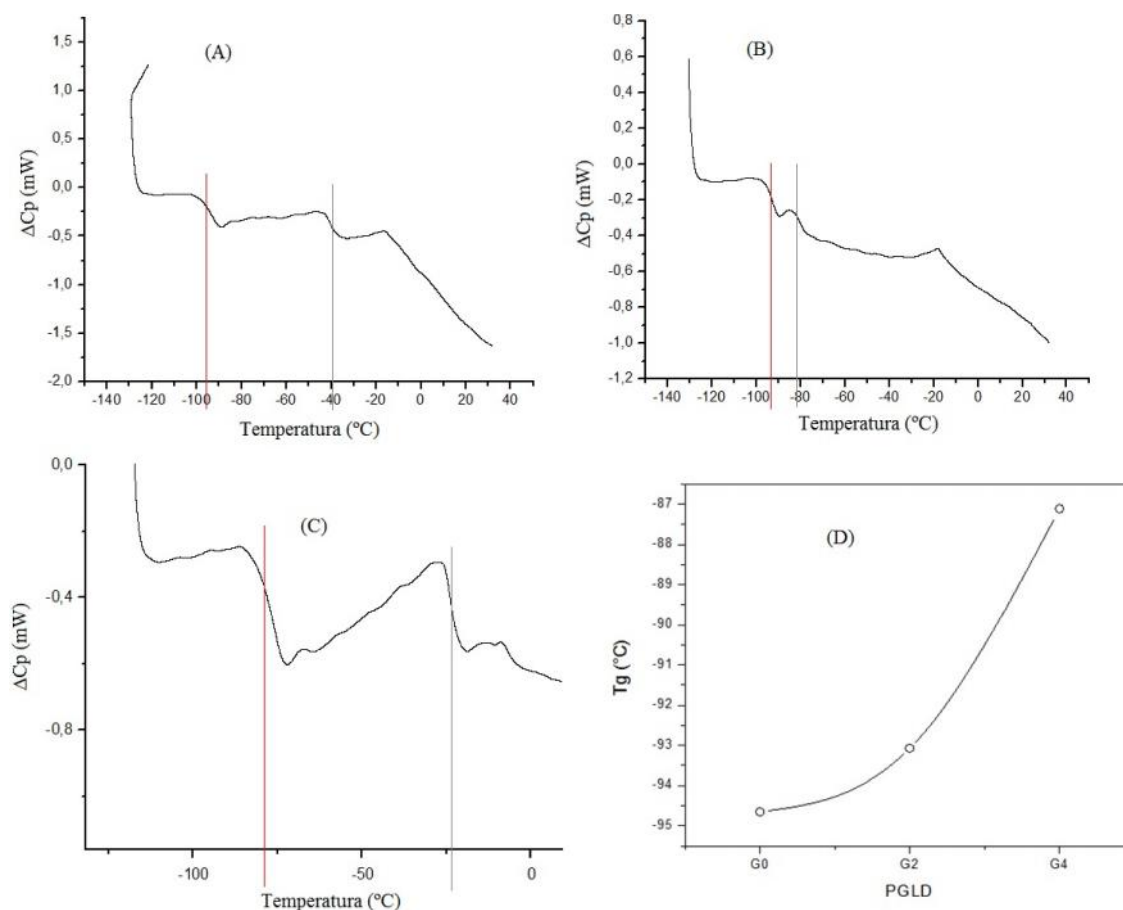 (A)
1,5
1,0
0,5
0,0
-0,5
-1,0
-1,5
-2,0
ΔCp (mW)
-140 -120 -100 -80 -60 -40 -20 0 20 40
Temperatura (ºC)
(B)
0,8
0,6
0,4
0,2
0,0
-0,2
-0,4
-0,6
-0,8
-1,0
-1,2
ΔCp (mW)
-140 -120 -100 -80 -60 -40 -20 0 20 40
Temperatura (ºC)
(C)
0,0
-0,4
-0,8
ΔCp (mW)
-100 -50 0
Temperatura (ºC)
(D)
-87
-88
-89
-90
-91
-92
-93
-94
-95
Tg (°C)
G0 G2 G4
PGLD